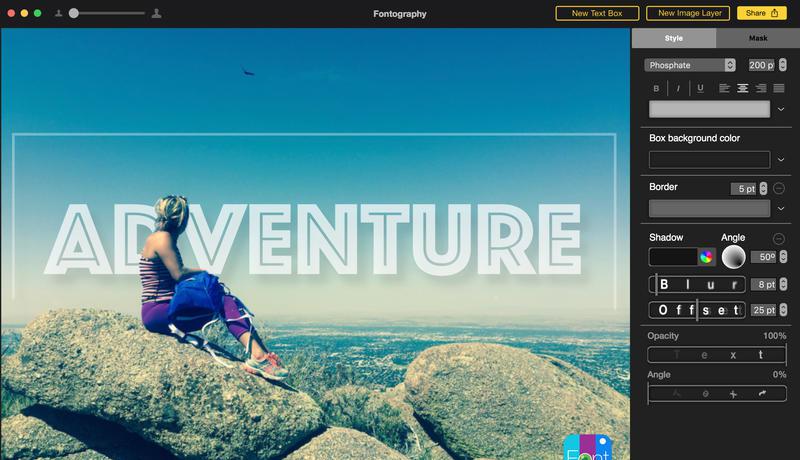 Fontography
New Text Box
New Image Layer
Share
Style
Mask
Phosphate
200 p
B I U
Box background color
Border
5 pt
Shadow
Angle
50º
Blur
8 pt
Offset
25 pt
Opacity
100%
Text
Angle
0%
ADVENTURE
Font